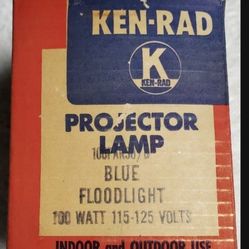 KEN-RAD
K
KEN-RAD
PROJECTOR
LAMP
BLUE
FLOODLIGHT
100 WATT 115-125 VOLTS
INDOOR and OUTDOOR USE